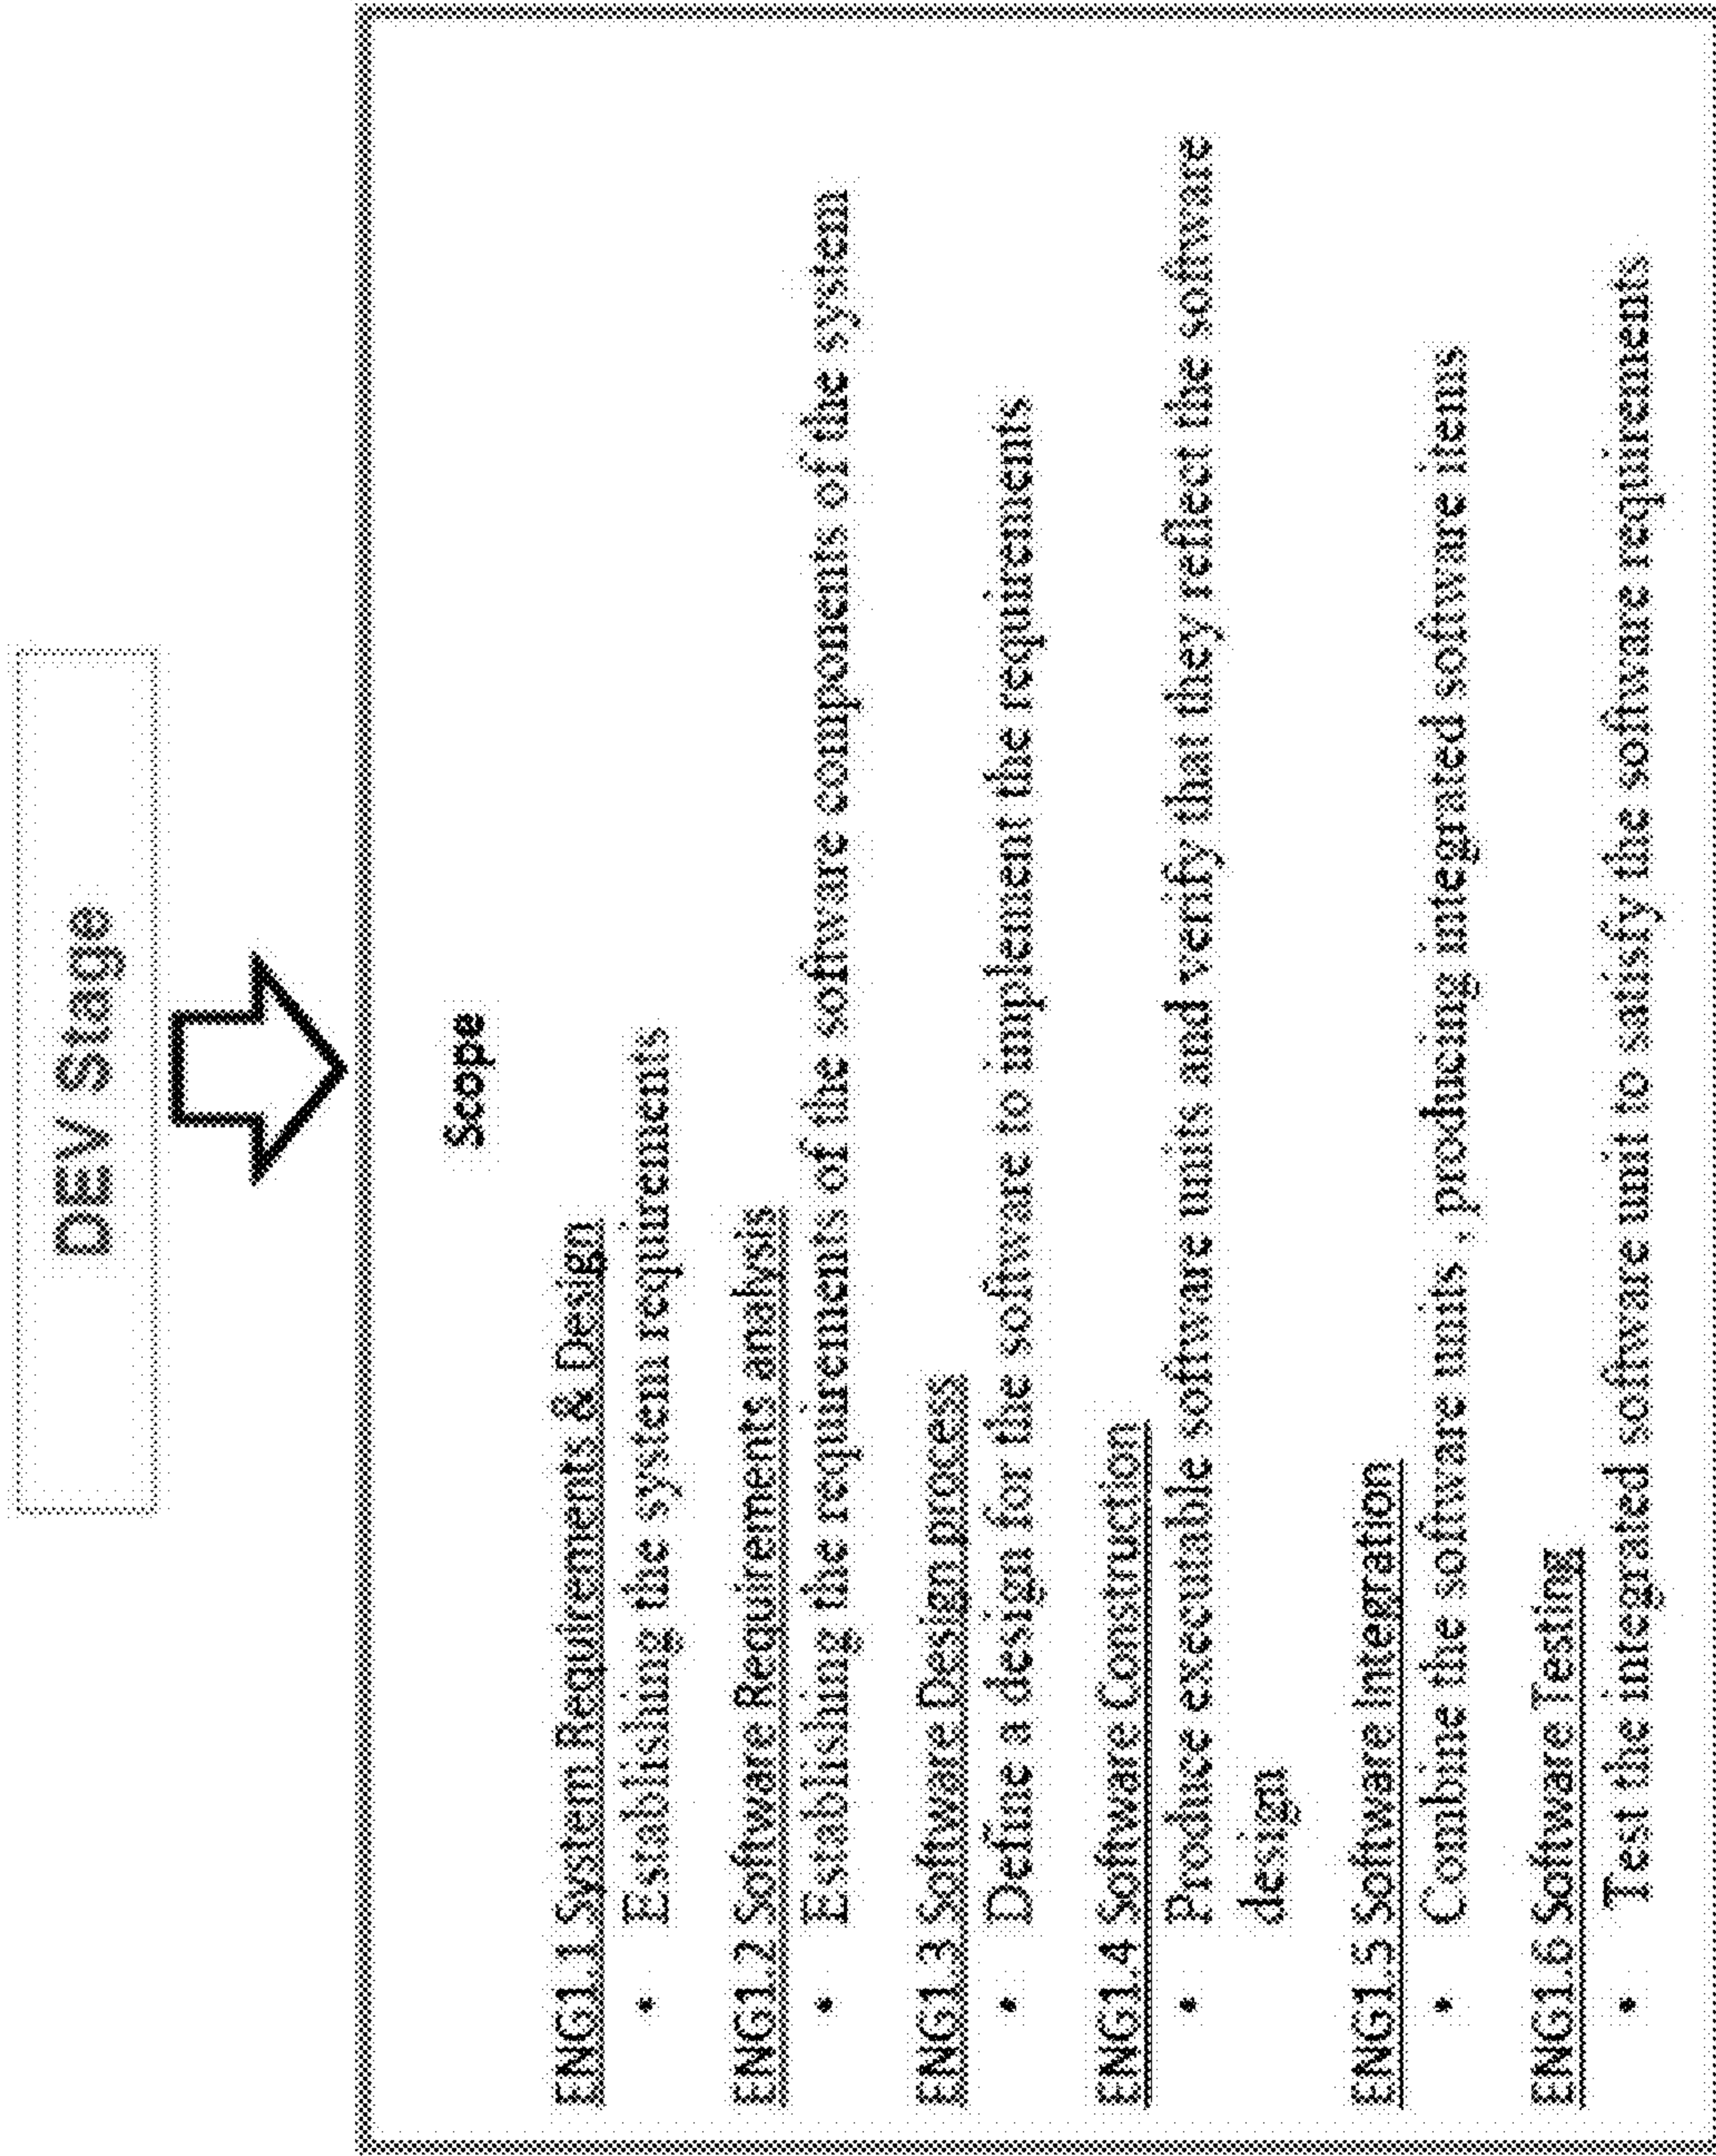 DEV Stage
Scope
ENG1.1 System Requirements & Design
• Establishing the system requirements
ENG1.2 Software Requirements analysis
• Establishing the requirements of the software components of the system
ENG1.3 Software Design process
• Define a design for the software to implement the requirements
ENG1.4 Software Construction
• Produce executable software units and verify that they reflect the software
design
ENG1.5 Software Integration
• Combine the software units , producing integrated software items
ENG1.6 Software Testing
• Test the integrated software unit to satisfy the software requirements